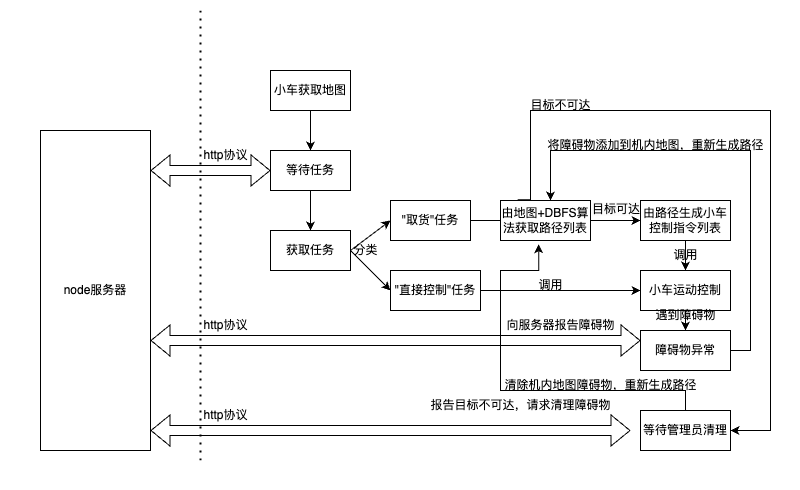 小车获取地图
目标不可达
http协议
等待任务
将障碍物添加到机内地图，重新生成路径
"取货"任务
由地图+DBFS算
法获取路径列表
目标可达
由路径生成小车
控制指令列表
获取任务
分类
调用
node服务器
"直接控制"任务
调用
小车运动控制
遇到障碍物
http协议
向服务器报告障碍物
障碍物异常
清除机内地图障碍物，重新生成路径
报告目标不可达，请求清理障碍物
http协议
等待管理员清理